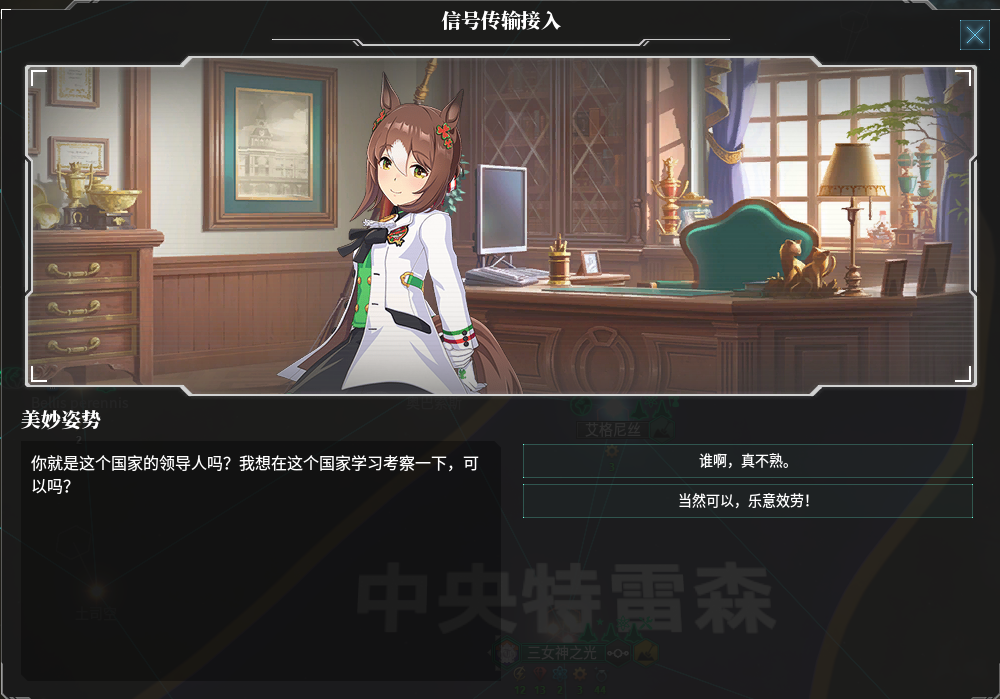 信号传输接入
美妙姿势
你就是这个国家的领导人吗？我想在这个国家学习考察一下，可
以吗？
谁啊，真不熟。
当然可以，乐意效劳！
艾格尼丝
中央特雷森
三女神之光